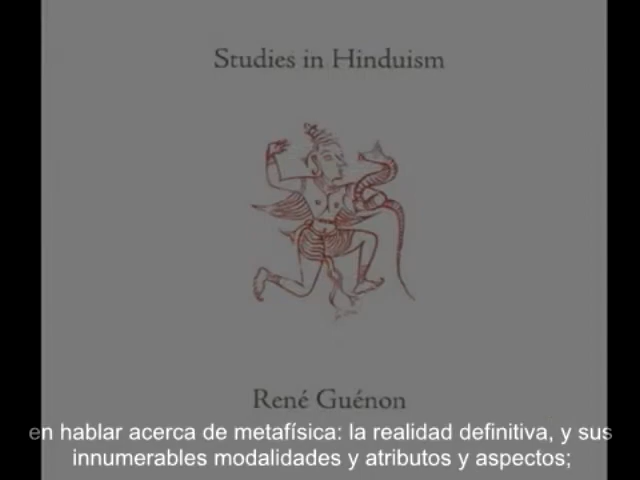 Studies in Hinduism
René Guénon
en hablar acerca de metafísica: la realidad definitiva, y sus
innumerables modalidades y atributos y aspectos;